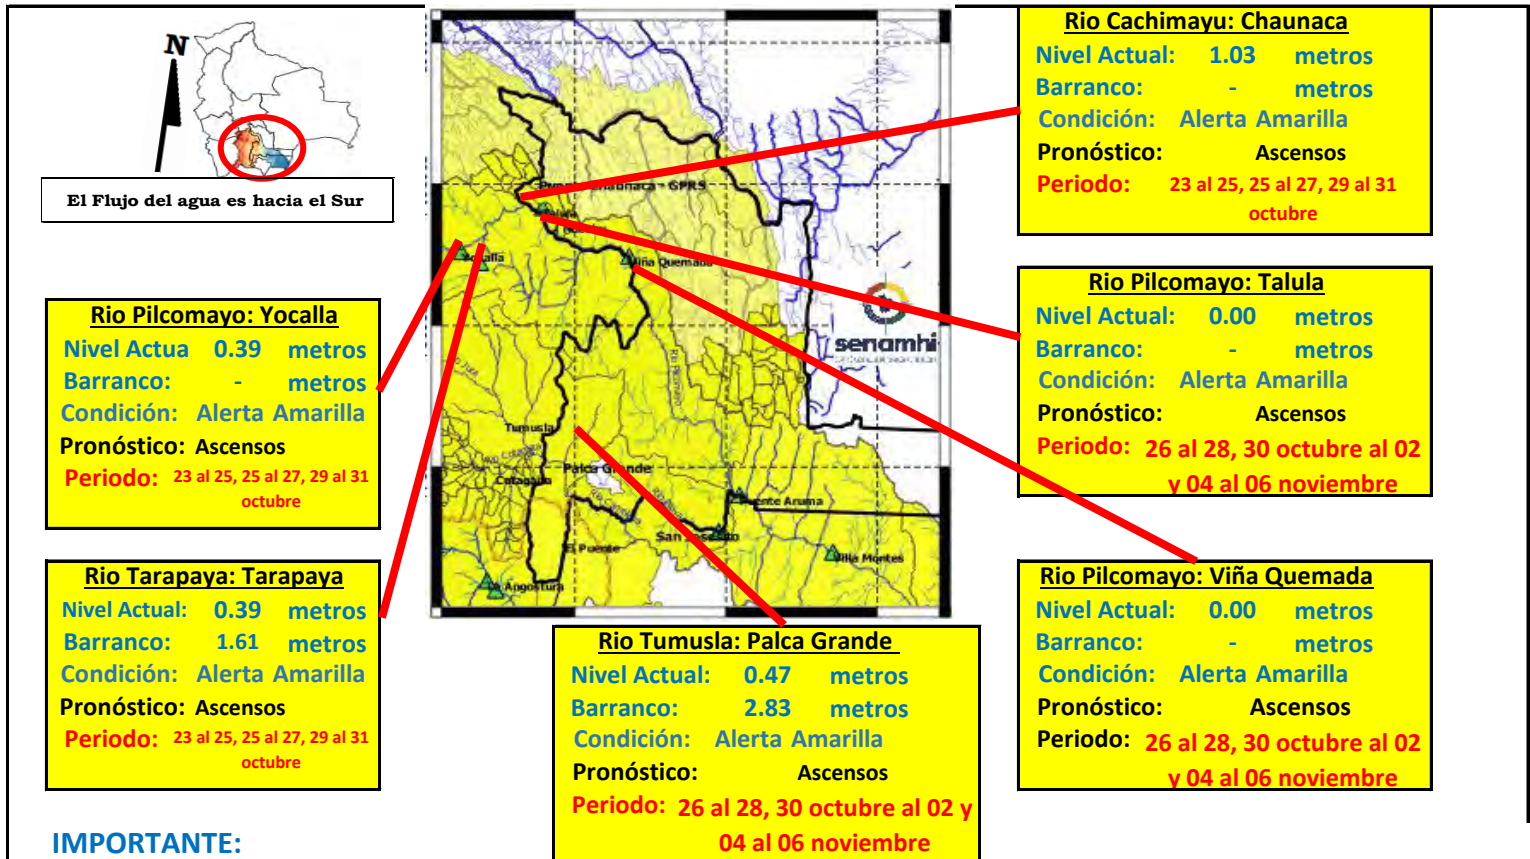 N
El Flujo del agua es hacia el Sur
Rio Pilcomayo: Yocalla
Nivel Actua 0.39 metros
Barranco: - metros
Condición: Alerta Amarilla
Pronóstico: Ascensos
Periodo: 23 al 25, 25 al 27, 29 al 31
octubre
Rio Tarapaya: Tarapaya
Nivel Actual: 0.39 metros
Barranco: 1.61 metros
Condición: Alerta Amarilla
Pronóstico: Ascensos
Periodo: 23 al 25, 25 al 27, 29 al 31
octubre
IMPORTANTE:
GPRS
Viña Quemada
senamhi
Tumusla
Palca Grande
Cotagaita
Puente Aruma
San Josesito
El Puente
Villa Montes
Angostura
Rio Tumusla: Palca Grande
Nivel Actual: 0.47 metros
Barranco: 2.83 metros
Condición: Alerta Amarilla
Pronóstico: Ascensos
Periodo: 26 al 28, 30 octubre al 02 y
04 al 06 noviembre
Rio Cachimayu: Chaunaca
Nivel Actual: 1.03 metros
Barranco: - metros
Condición: Alerta Amarilla
Pronóstico: Ascensos
Periodo: 23 al 25, 25 al 27, 29 al 31
octubre
Rio Pilcomayo: Talula
Nivel Actual: 0.00 metros
Barranco: - metros
Condición: Alerta Amarilla
Pronóstico: Ascensos
Periodo: 26 al 28, 30 octubre al 02
y 04 al 06 noviembre
Rio Pilcomayo: Viña Quemada
Nivel Actual: 0.00 metros
Barranco: - metros
Condición: Alerta Amarilla
Pronóstico: Ascensos
Periodo: 26 al 28, 30 octubre al 02
y 04 al 06 noviembre